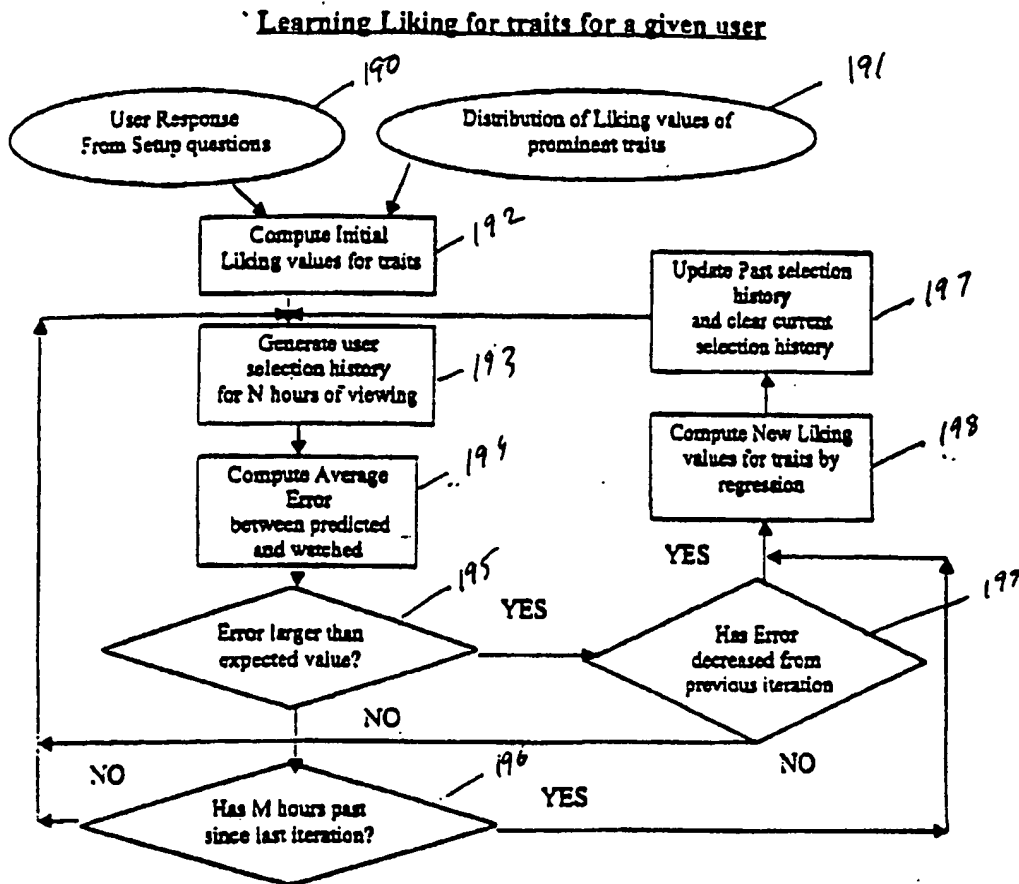 Learning Liking for traits for a given user
190
191
User Response
From Setup questions
Distribution of Liking values of
prominent traits
192
Compute Initial
Liking values for traits
Update Past selection
history
and clear current
selection history
197
Generate user
selection history
for N hours of viewing
193
Compute New Liking
values for traits by
regression
198
Compute Average
Error
between predicted
and watched
194
YES
195
YES
Error larger than
expected value?
Has Error
decreased from
previous iteration
NO
NO
NO
196
YES
Has M hours past
since last iteration?